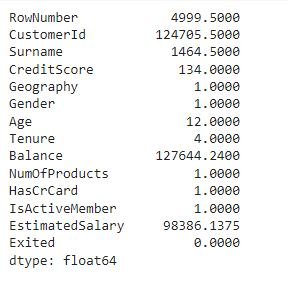 RowNumber 4999.5000
CustomerId 124705.5000
Surname 1464.5000
CreditScore 134.0000
Geography 1.0000
Gender 1.0000
Age 12.0000
Tenure 4.0000
Balance 127644.2400
NumOfProducts 1.0000
HasCrCard 1.0000
IsActiveMember 1.0000
EstimatedSalary 98386.1375
Exited 0.0000
dtype: float64